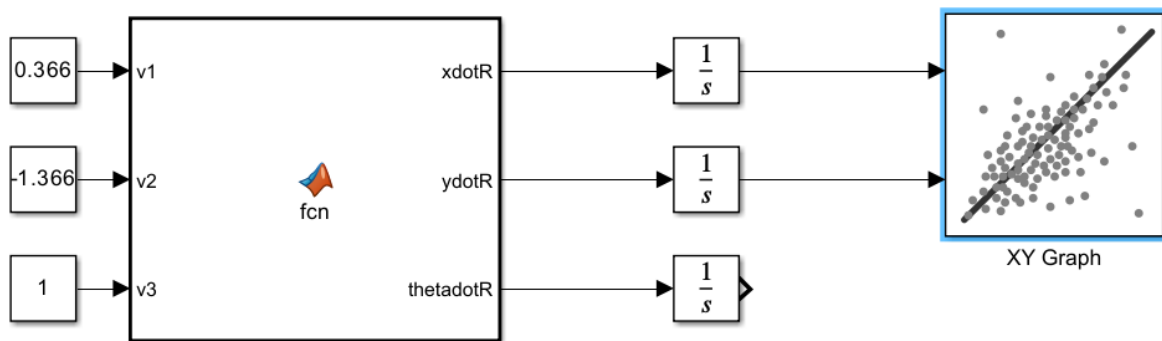 0.366
v1
xdotR
1
s
-1.366
v2
fcn
ydotR
1
s
XY Graph
1
v3
thetadotR
1
s